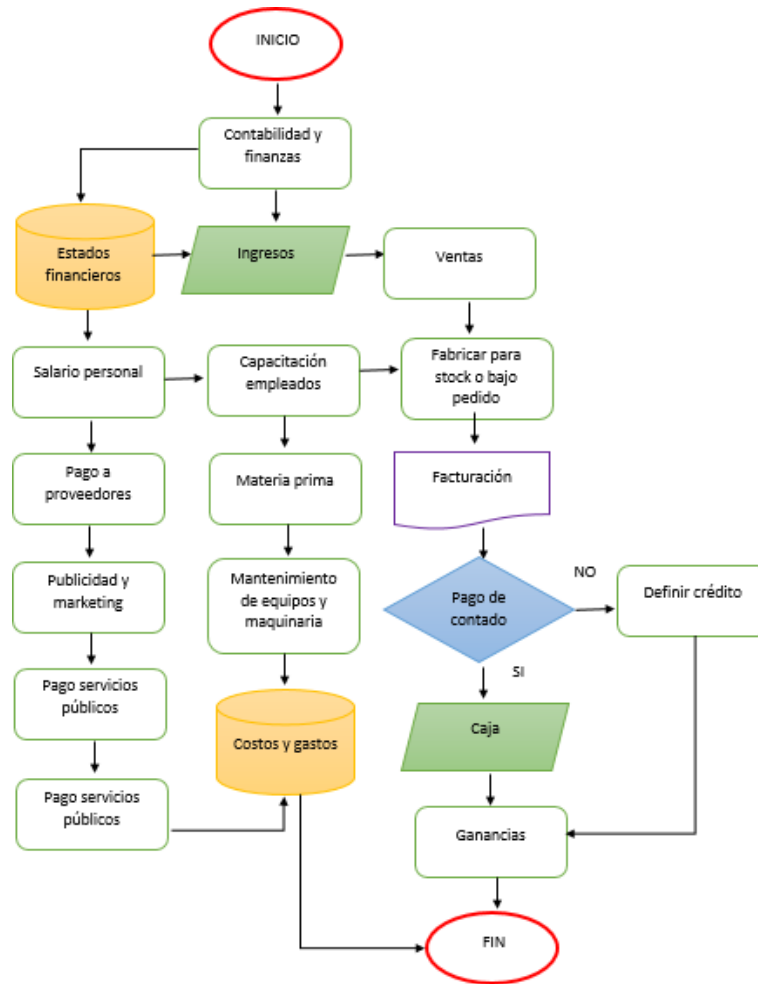 INICIO
Contabilidad y
finanzas
Estados
financieros
Ingresos
Ventas
Salario personal
Capacitación
empleados
Fabricar para
stock o bajo
pedido
Pago a
proveedores
Materia prima
Facturación
Publicidad y
marketing
Mantenimiento
de equipos y
maquinaria
Pago de
contado
NO
Definir crédito
SI
Pago servicios
públicos
Costos y gastos
Caja
Pago servicios
públicos
Ganancias
FIN